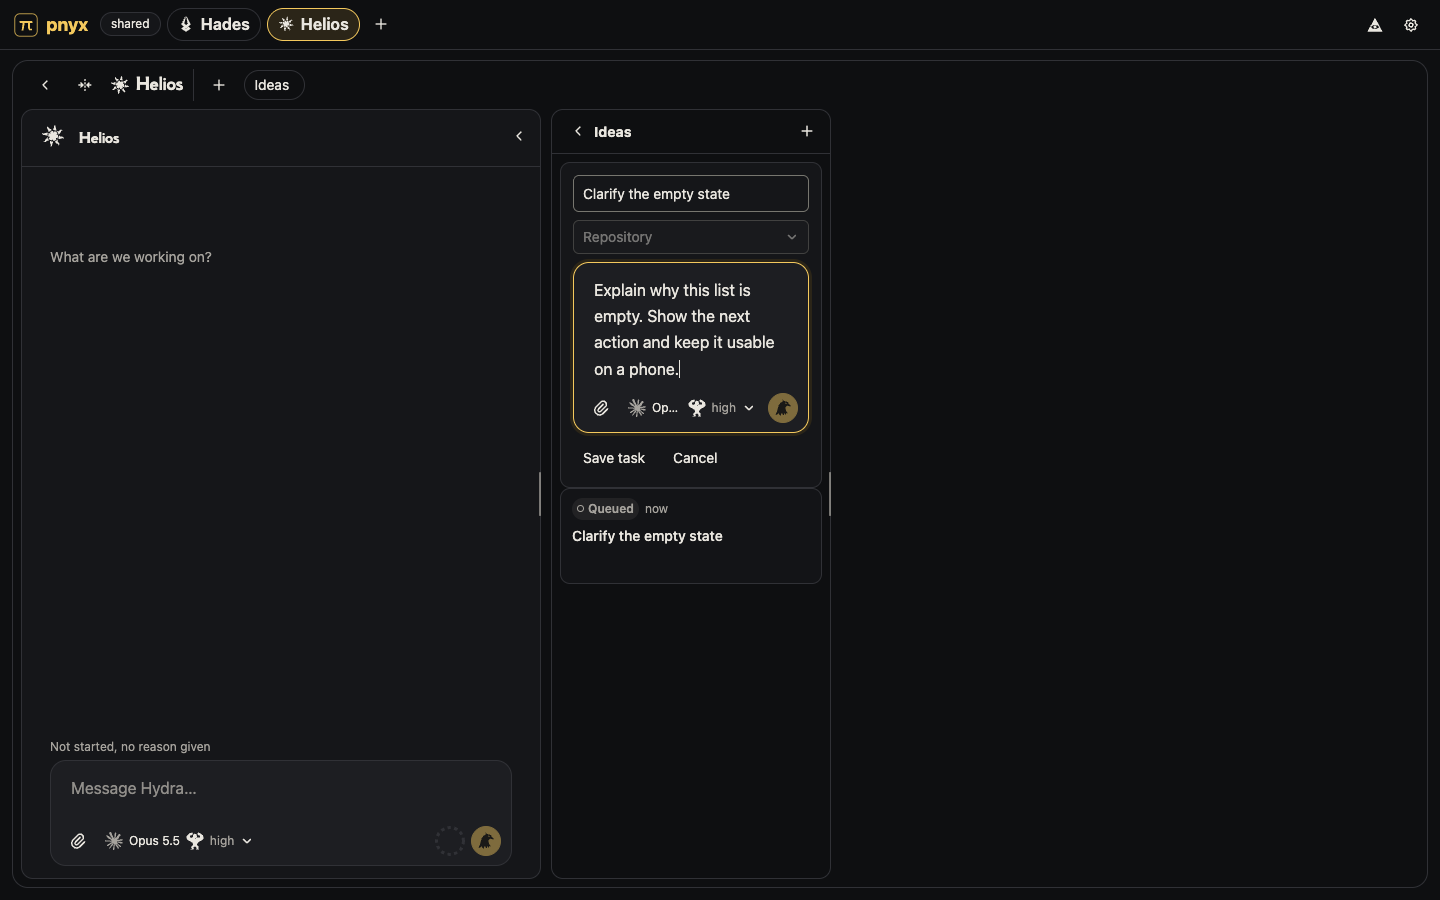 π pnyx shared Hades Helios +
Helios + Ideas
Helios
What are we working on?
Not started, no reason given
Message Hydra...
Opus 5.5 high
Ideas +
Clarify the empty state
Repository
Explain why this list is
empty. Show the next
action and keep it usable
on a phone.
Op... high
Save task Cancel
Queued now
Clarify the empty state